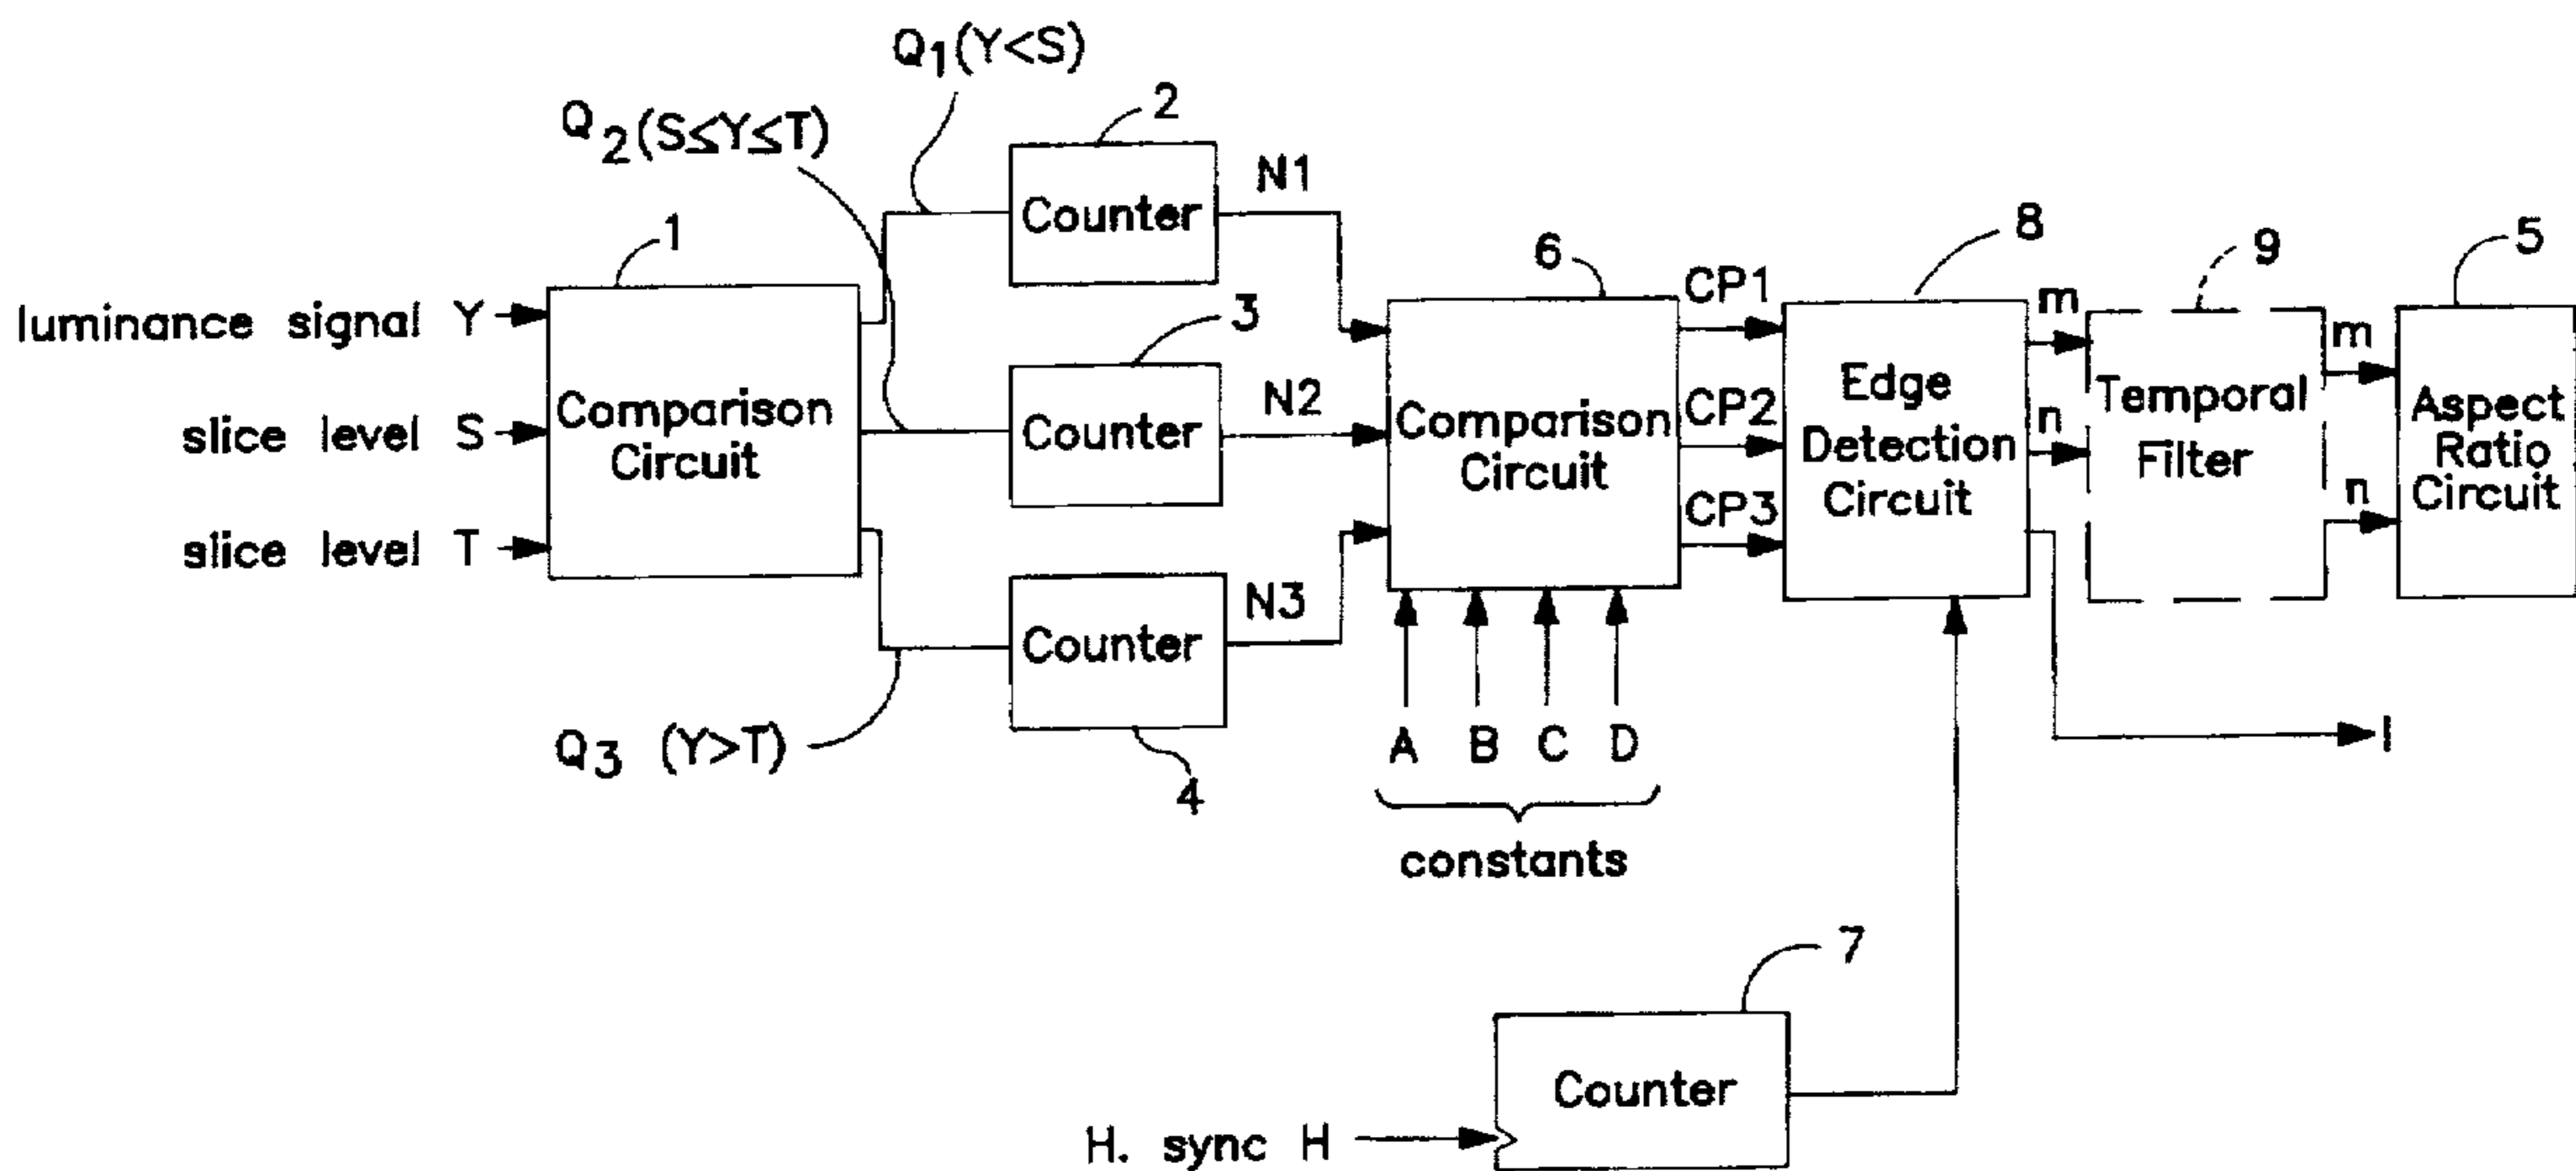 Q1(Y<S)
Q2(S≤Y≤T)
2
Counter
N1
1
luminance signal Y
slice level S
slice level T
Comparison
Circuit
3
Counter
N2
4
Counter
N3
Q3 (Y>T)
6
Comparison
Circuit
A B C D
constants
CP1
CP2
CP3
8
Edge
Detection
Circuit
m
n
l
9
Temporal
Filter
m
n
5
Aspect
Ratio
Circuit
7
Counter
H. sync H